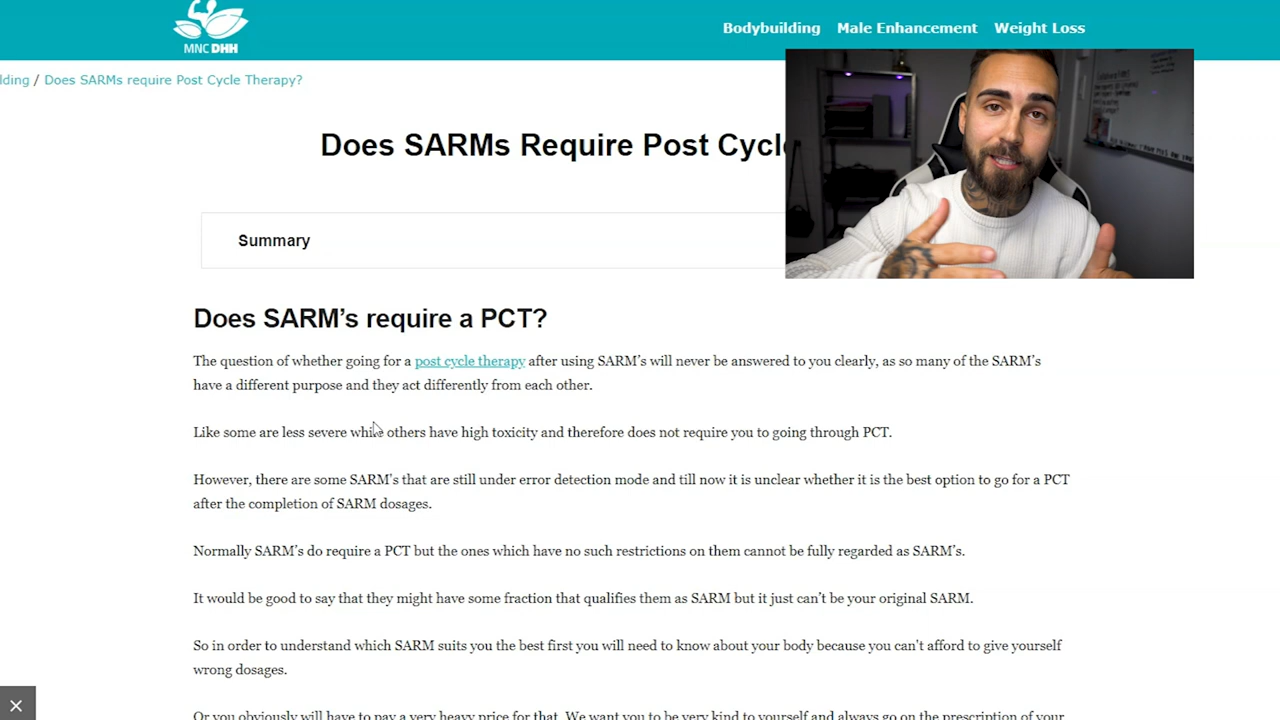 MNC DHH
Bodybuilding Male Enhancement Weight Loss
lding / Does SARMs require Post Cycle Therapy?
Does SARMs Require Post Cycl
Summary
Does SARM’s require a PCT?
The question of whether going for a post cycle therapy after using SARM’s will never be answered to you clearly, as so many of the SARM’s
have a different purpose and they act differently from each other.
Like some are less severe while others have high toxicity and therefore does not require you to going through PCT.
However, there are some SARM’s that are still under error detection mode and till now it is unclear whether it is the best option to go for a PCT
after the completion of SARM dosages.
Normally SARM’s do require a PCT but the ones which have no such restrictions on them cannot be fully regarded as SARM’s.
It would be good to say that they might have some fraction that qualifies them as SARM but it just can’t be your original SARM.
So in order to understand which SARM suits you the best first you will need to know about your body because you can’t afford to give yourself
wrong dosages.
Or you obviously will have to pay a very heavy price for that. We want you to be very kind to yourself and always go on the prescription of your